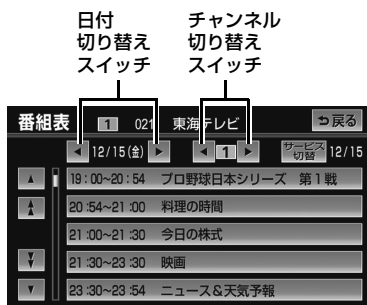 日付
切り替え
スイッチ
チャンネル
切り替え
スイッチ
番組表 1 021 東海テレビ 戻る
12/15(金) 1 サービス切替 12/15
19:00~20:54 プロ野球日本シリーズ 第1戦
20:54~21:00 料理の時間
21:00~21:30 今日の株式
21:30~23:30 映画
23:30~23:54 ニュース&天気予報